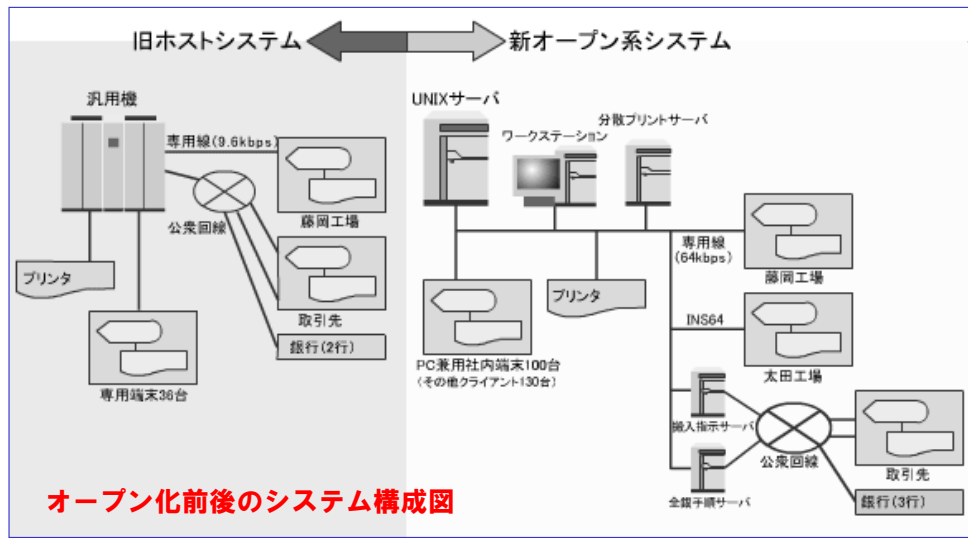 旧ホストシステム
新オープン系システム
汎用機
専用線(9.6kbps)
藤岡工場
公衆回線
プリンタ
取引先
銀行(2行)
専用端末36台
UNIXサーバ
ワークステーション
分散プリントサーバ
専用線
(64kbps)
藤岡工場
プリンタ
INS64
太田工場
PC兼用社内端末100台
(その他クライアント130台)
搬入指示サーバ
公衆回線
取引先
全銀手順サーバ
銀行(3行)
オープン化前後のシステム構成図